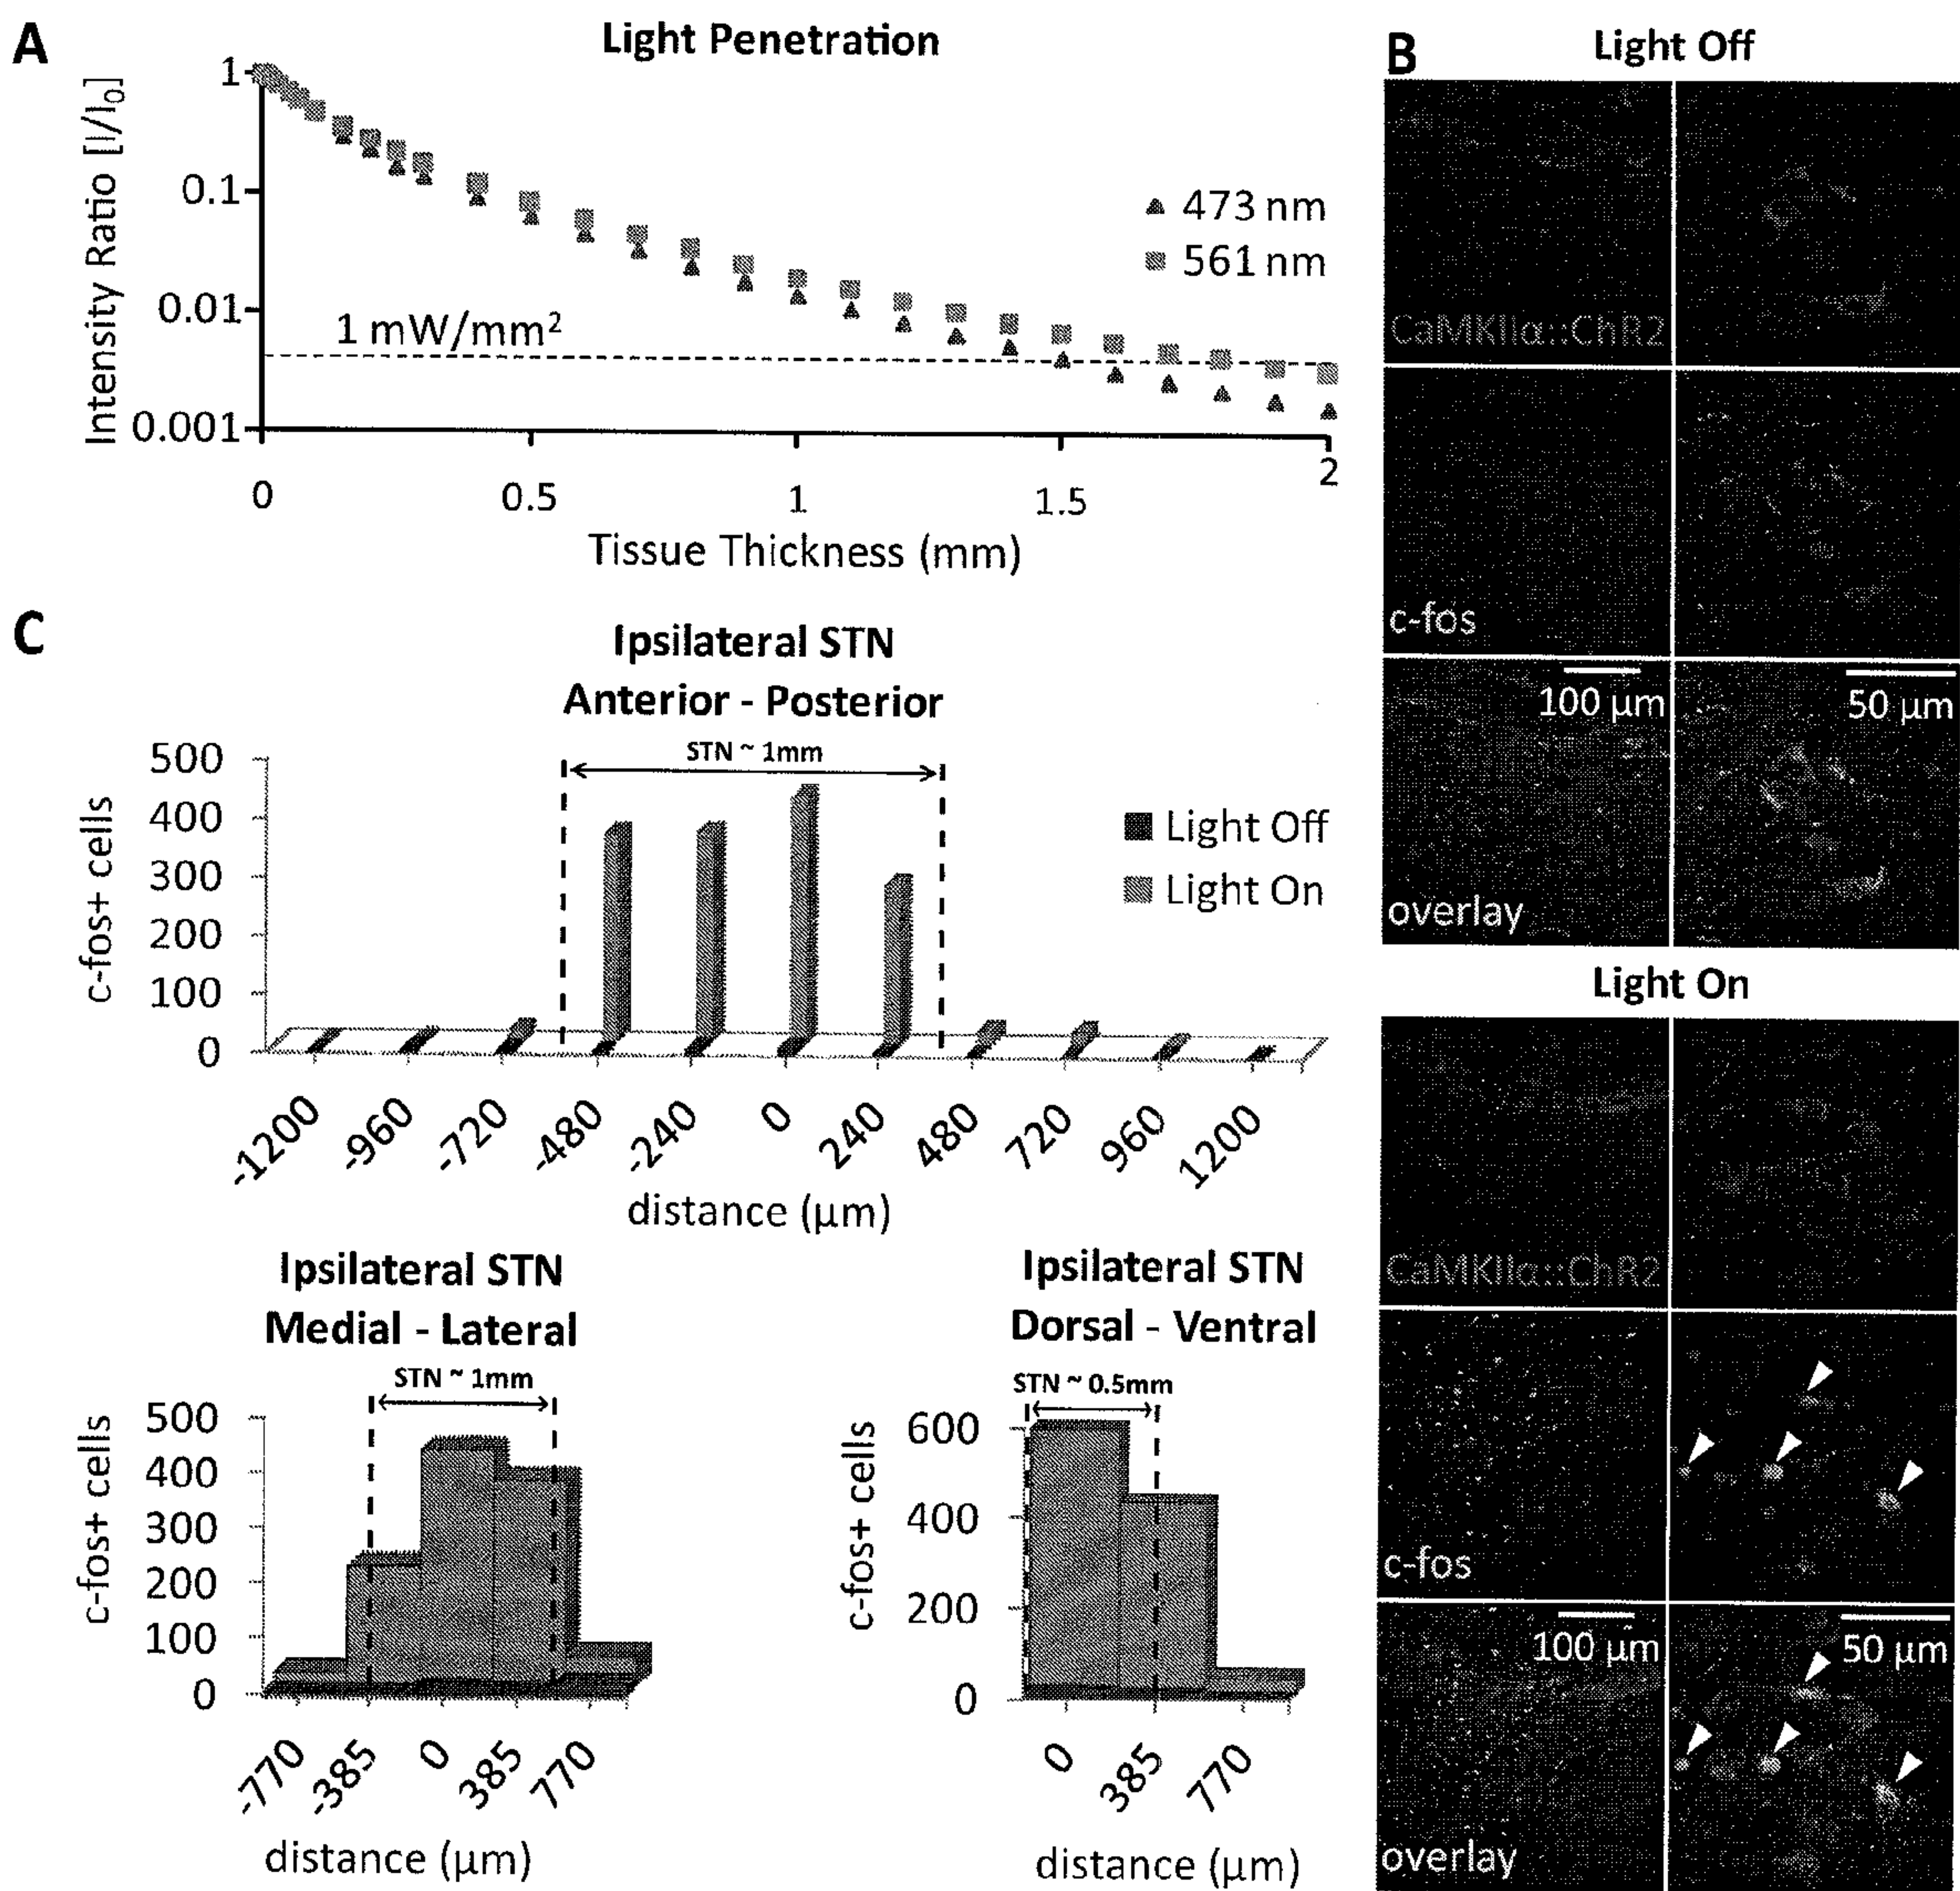 A
Light Penetration
Intensity Ratio [I/I0]
1
0.1
0.01
0.001
1 mW/mm²
473 nm
561 nm
0
0.5
1
1.5
2
Tissue Thickness (mm)
B
Light Off
CaMKIIα::ChR2
c-fos
100 µm
50 µm
overlay
Light On
CaMKIIα::ChR2
c-fos
100 µm
50 µm
overlay
C
Ipsilateral STN
Anterior - Posterior
STN ~ 1mm
c-fos+ cells
500
400
300
200
100
0
Light Off
Light On
-1200
-960
-720
-480
-240
0
240
480
720
960
1200
distance (µm)
Ipsilateral STN
Medial - Lateral
STN ~ 1mm
c-fos+ cells
500
400
300
200
100
0
-770
-385
0
385
770
distance (µm)
Ipsilateral STN
Dorsal - Ventral
STN ~ 0.5mm
c-fos+ cells
600
400
200
0
0
385
770
distance (µm)